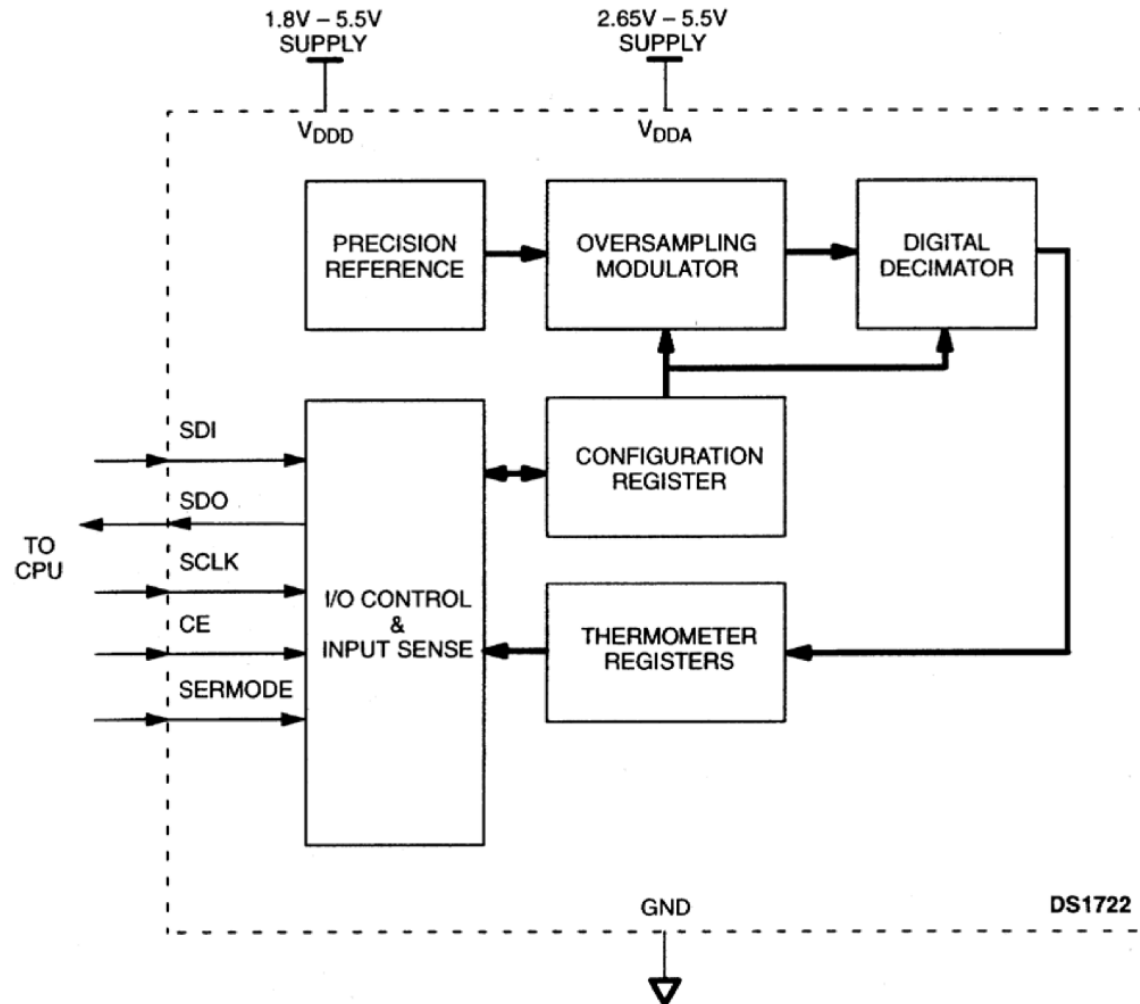 1.8V – 5.5V
SUPPLY
2.65V – 5.5V
SUPPLY
VDDD
VDDA
PRECISION
REFERENCE
OVERSAMPLING
MODULATOR
DIGITAL
DECIMATOR
SDI
SDO
TO
CPU
SCLK
CE
SERMODE
I/O CONTROL
&
INPUT SENSE
CONFIGURATION
REGISTER
THERMOMETER
REGISTERS
GND
DS1722